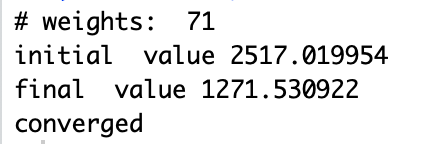 # weights:  71
initial  value 2517.019954
final  value 1271.530922
converged